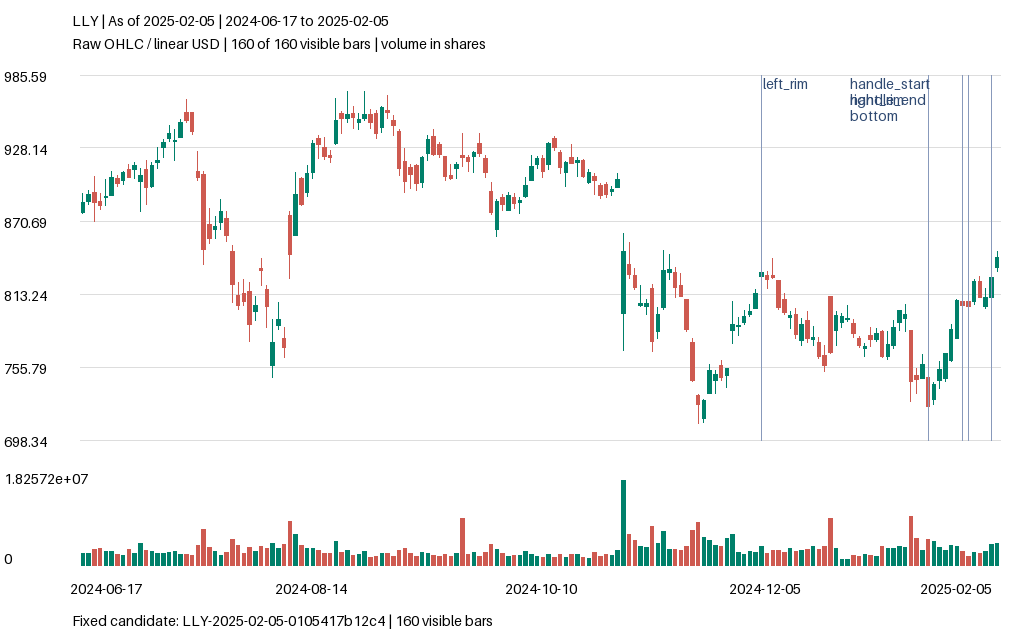 LLY | As of 2025-02-05 | 2024-06-17 to 2025-02-05
Raw OHLC / linear USD | 160 of 160 visible bars | volume in shares
985.59
928.14
870.69
813.24
755.79
698.34
left_rim
handle_start
bottom
1.82572e+07
0
2024-06-17
2024-08-14
2024-10-10
2024-12-05
2025-02-05
Fixed candidate: LLY-2025-02-05-0105417b12c4 | 160 visible bars